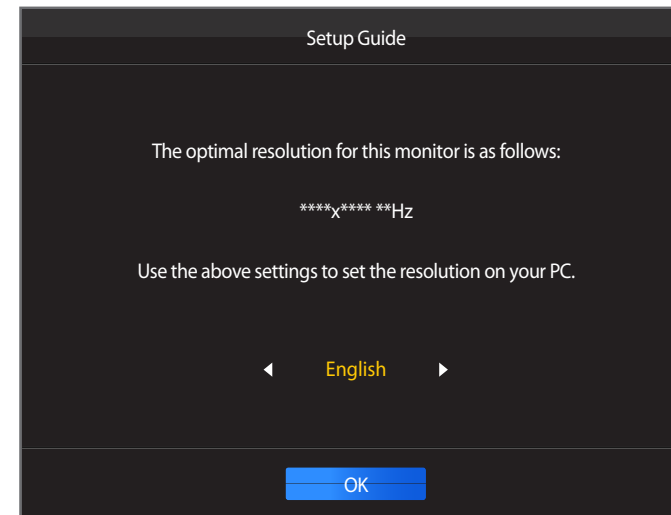 Setup Guide
The optimal resolution for this monitor is as follows:
****x**** **Hz
Use the above settings to set the resolution on your PC.
English
OK